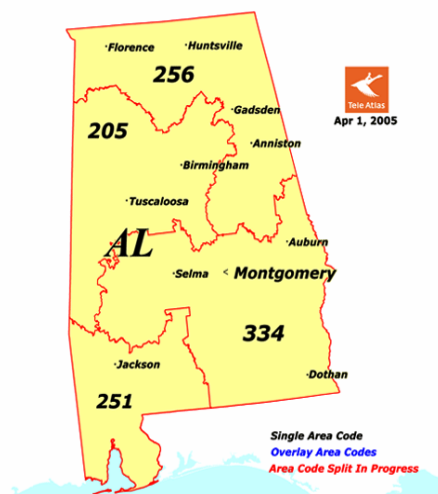 Florence
Huntsville
256
Tele Atlas
Gadsden
Apr 1, 2005
205
Anniston
Birmingham
Tuscaloosa
AL
Auburn
Selma
< Montgomery
334
Jackson
Dothan
251
Single Area Code
Overlay Area Codes
Area Code Split In Progress